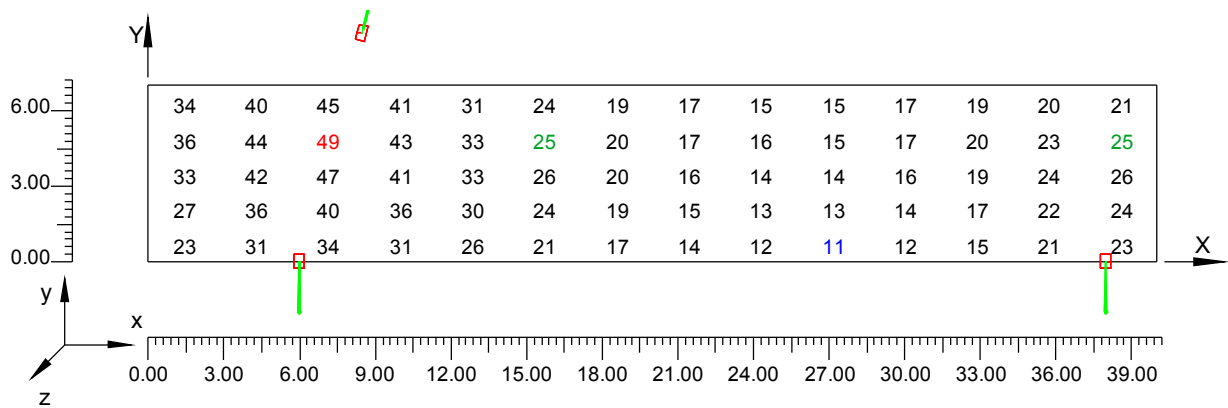 Y
6.00 34 40 45 41 31 24 19 17 15 15 17 19 20 21
36 44 49 43 33 25 20 17 16 15 17 20 23 25
3.00 33 42 47 41 33 26 20 16 14 14 16 19 24 26
27 36 40 36 30 24 19 15 13 13 14 17 22 24
0.00 23 31 34 31 26 21 17 14 12 11 12 15 21 23 X
y
x
z
0.00 3.00 6.00 9.00 12.00 15.00 18.00 21.00 24.00 27.00 30.00 33.00 36.00 39.00